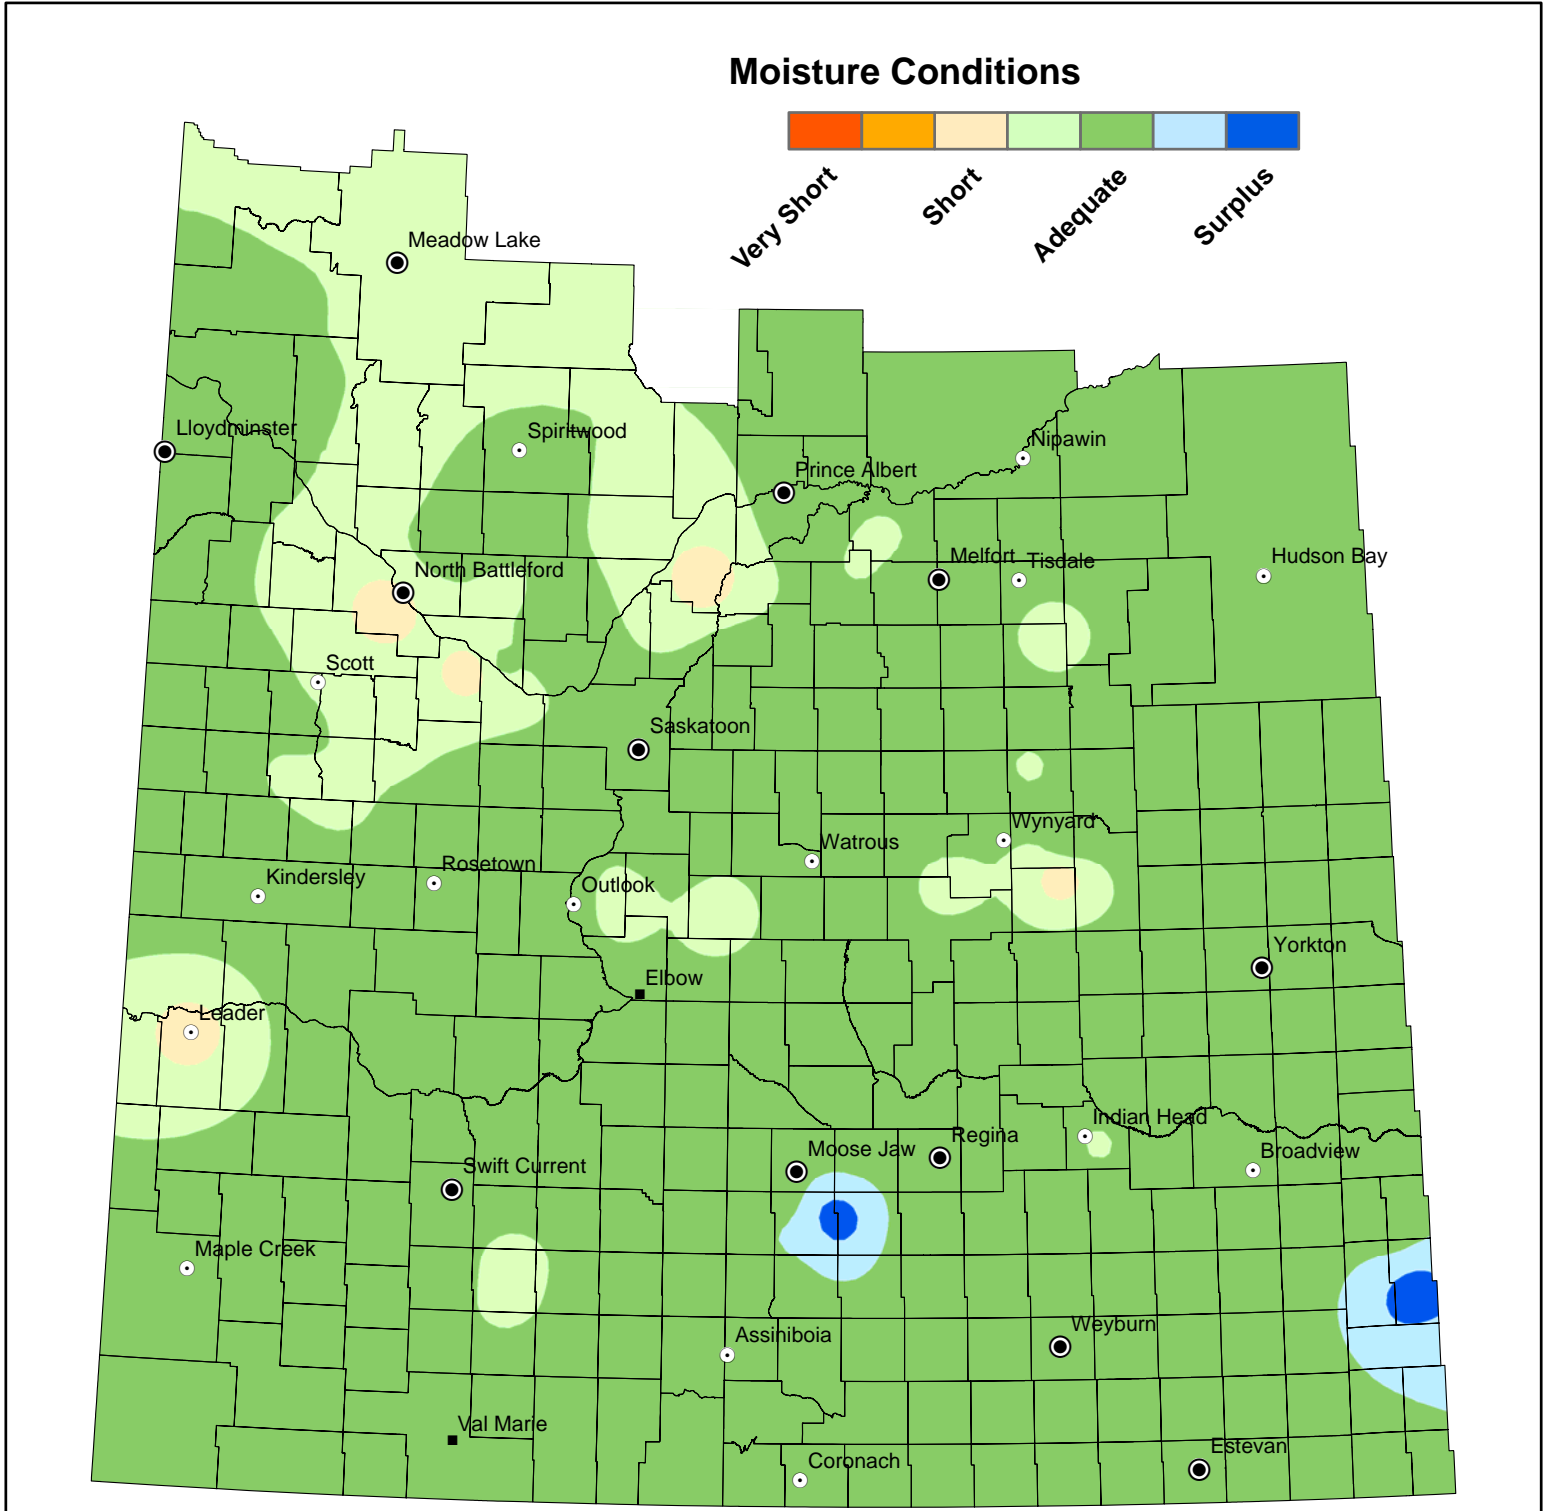 Moisture Conditions
Very Short
Short
Adequate
Surplus
Meadow Lake
Lloydminster
Spiritwood
Nipawin
Prince Albert
Melfort
Tisdale
Hudson Bay
North Battleford
Scott
Saskatoon
Wynyard
Watrous
Rosetown
Kindersley
Outlook
Yorkton
Elbow
Leader
Indian Head
Regina
Moose Jaw
Broadview
Swift Current
Maple Creek
Weyburn
Assiniboia
Val Marie
Estevan
Coronach